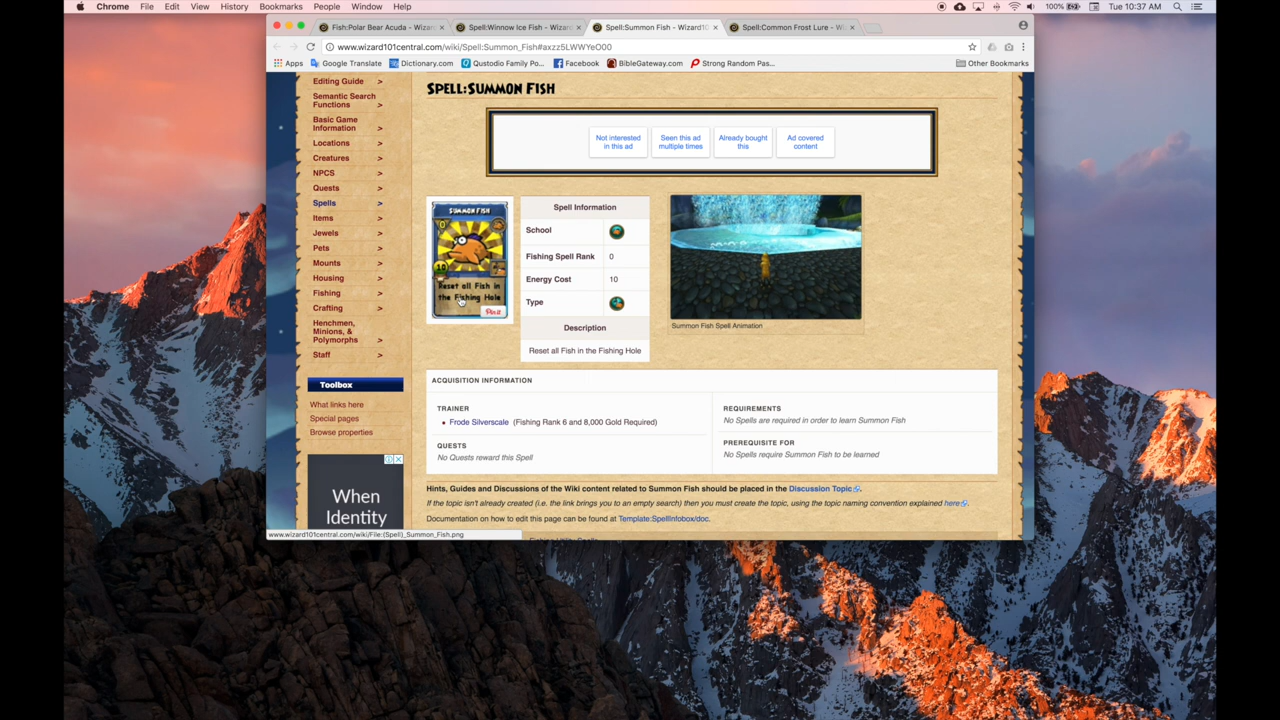 Chrome File Edit View History Bookmarks People Window Help 100% Tue 10:37 AM
Fish:Polar Bear Acuda - Wizar Spell:Winnow Ice Fish - Wizard Spell:Summon Fish - Wizard10 Spell:Common Frost Lure - Wi
www.wizard101central.com/wiki/Spell:Summon_Fish#axzz5LWWYeO00
Apps Google Translate Dictionary.com Qustodio Family Po... Facebook BibleGateway.com Strong Random Pas... Other Bookmarks
Editing Guide >
Semantic Search
Functions >
Basic Game
Information >
Locations >
Creatures >
NPCS >
Quests >
Spells >
Items >
Jewels >
Pets >
Mounts >
Housing >
Fishing >
Crafting >
Henchmen,
Minions, &
Polymorphs >
Staff >
Toolbox
What links here
Special pages
Browse properties
When
Identity
Spell:Summon Fish
Not interested
in this ad
Seen this ad
multiple times
Already bought
this
Ad covered
content
SUMMON FISH
0
10
Reset all Fish in
the Fishing Hole
Pin it
Spell Information
School
Fishing Spell Rank 0
Energy Cost 10
Type
Description
Reset all Fish in the Fishing Hole
Summon Fish Spell Animation
ACQUISITION INFORMATION
TRAINER
• Frode Silverscale (Fishing Rank 6 and 8,000 Gold Required)
QUESTS
No Quests reward this Spell
REQUIREMENTS
No Spells are required in order to learn Summon Fish
PREREQUISITE FOR
No Spells require Summon Fish to be learned
Hints, Guides and Discussions of the Wiki content related to Summon Fish should be placed in the Discussion Topic.
If the topic isn't already created (i.e. the link brings you to an empty search) then you must create the topic, using the topic naming convention explained here.
Documentation on how to edit this page can be found at Template:SpellInfobox/doc.
www.wizard101central.com/wiki/File:(Spell)_Summon_Fish.png